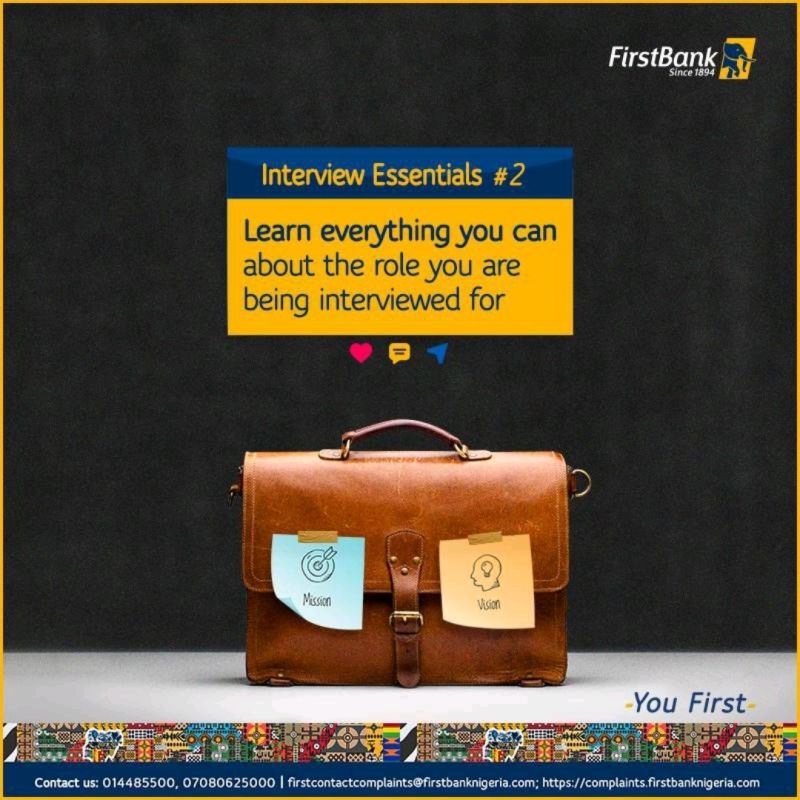 FirstBank
Since 1894
Interview Essentials #2
Learn everything you can
about the role you are
being interviewed for
Mission
Vision
-You First-
Contact us: 014485500, 07080625000 | firstcontactcomplaints@firstbanknigeria.com; https://complaints.firstbanknigeria.com